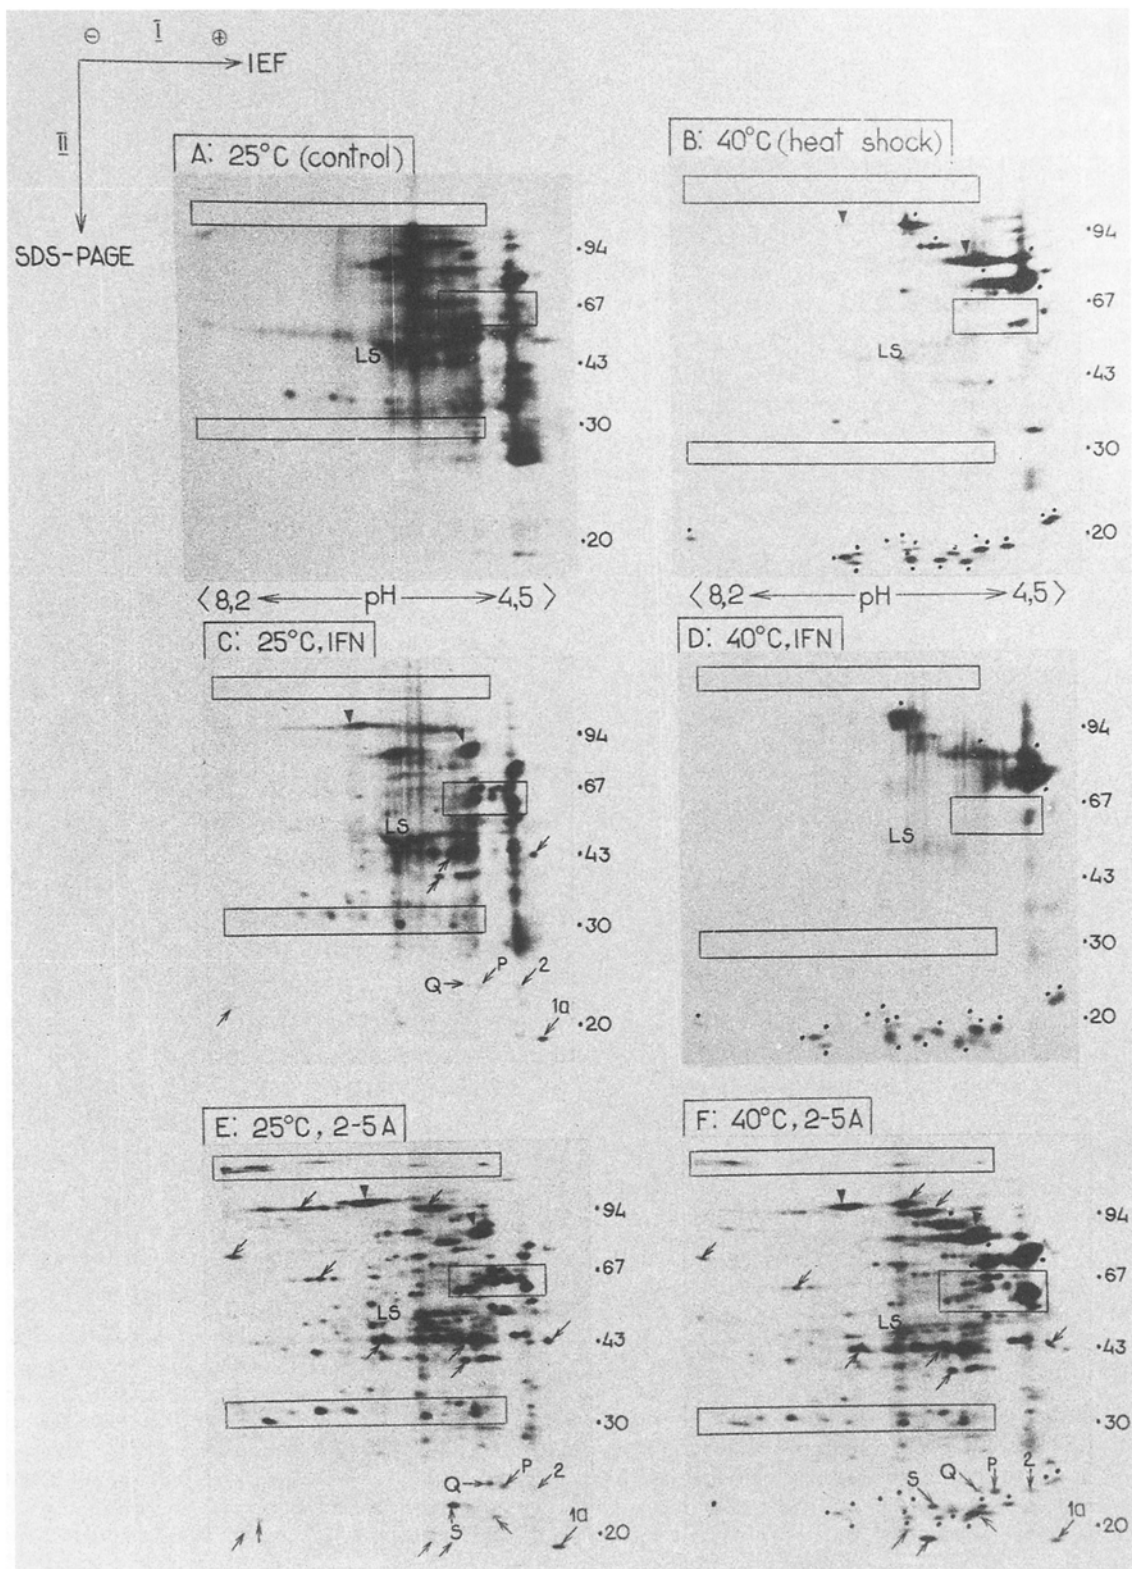 ⊖ I ⊕
IEF
II
SDS-PAGE
A: 25°C (control)
B: 40°C (heat shock)
·94
·67
LS
·43
·30
·20
·94
·67
LS
·43
·30
·20
<8,2 pH 4,5>
<8,2 pH 4,5>
C: 25°C, IFN
D: 40°C, IFN
·94
·67
LS
·43
·30
Q P 2
1a
·20
·94
·67
LS
·43
·30
·20
E: 25°C, 2-5A
F: 40°C, 2-5A
·94
·67
LS
·43
·30
Q P 2
S
1a ·20
·94
·67
LS
·43
·30
S Q P 2
1a
·20